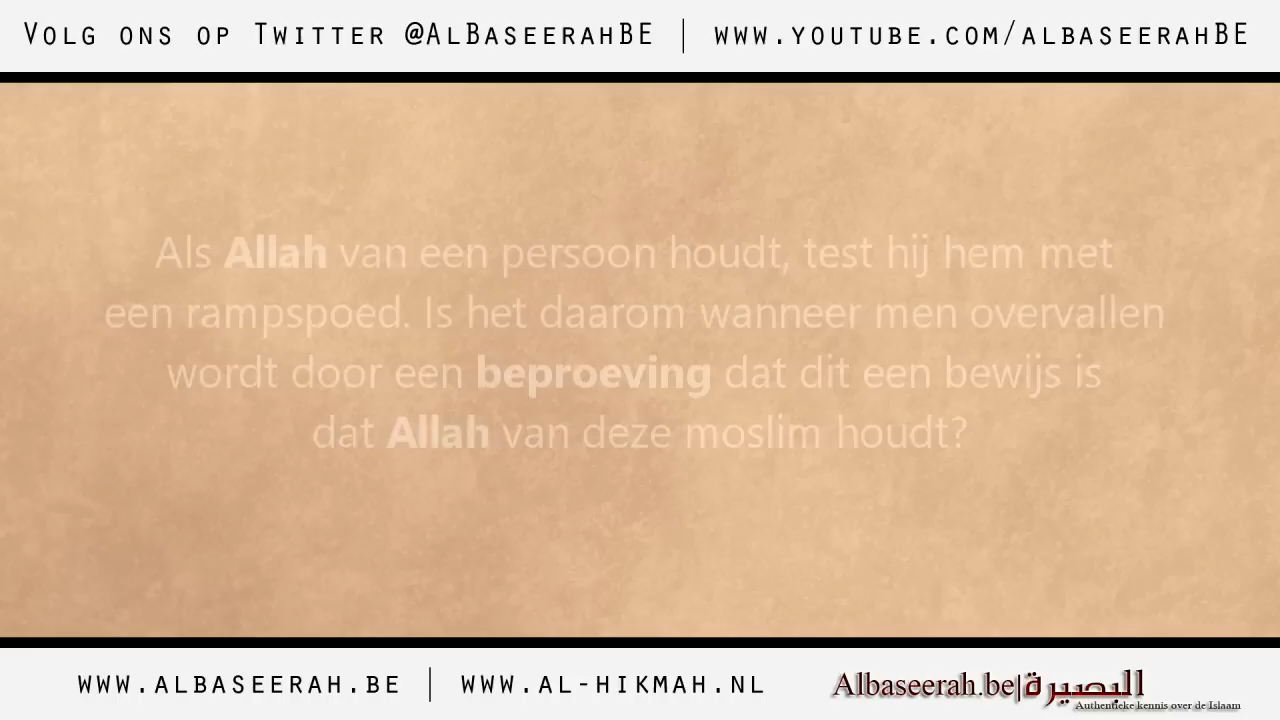 Volg ons op Twitter @AlBaseerahBE | www.youtube.com/albaseerahBE
Als Allah van een persoon houdt, test hij hem met
een rampspoed. Is het daarom wanneer men overvallen
wordt door een beproeving dat dit een bewijs is
dat Allah van deze moslim houdt?
www.albaseerah.be | www.al-hikmah.nl
Albaseerah.be|البصيرة
Authentieke kennis over de Islaam